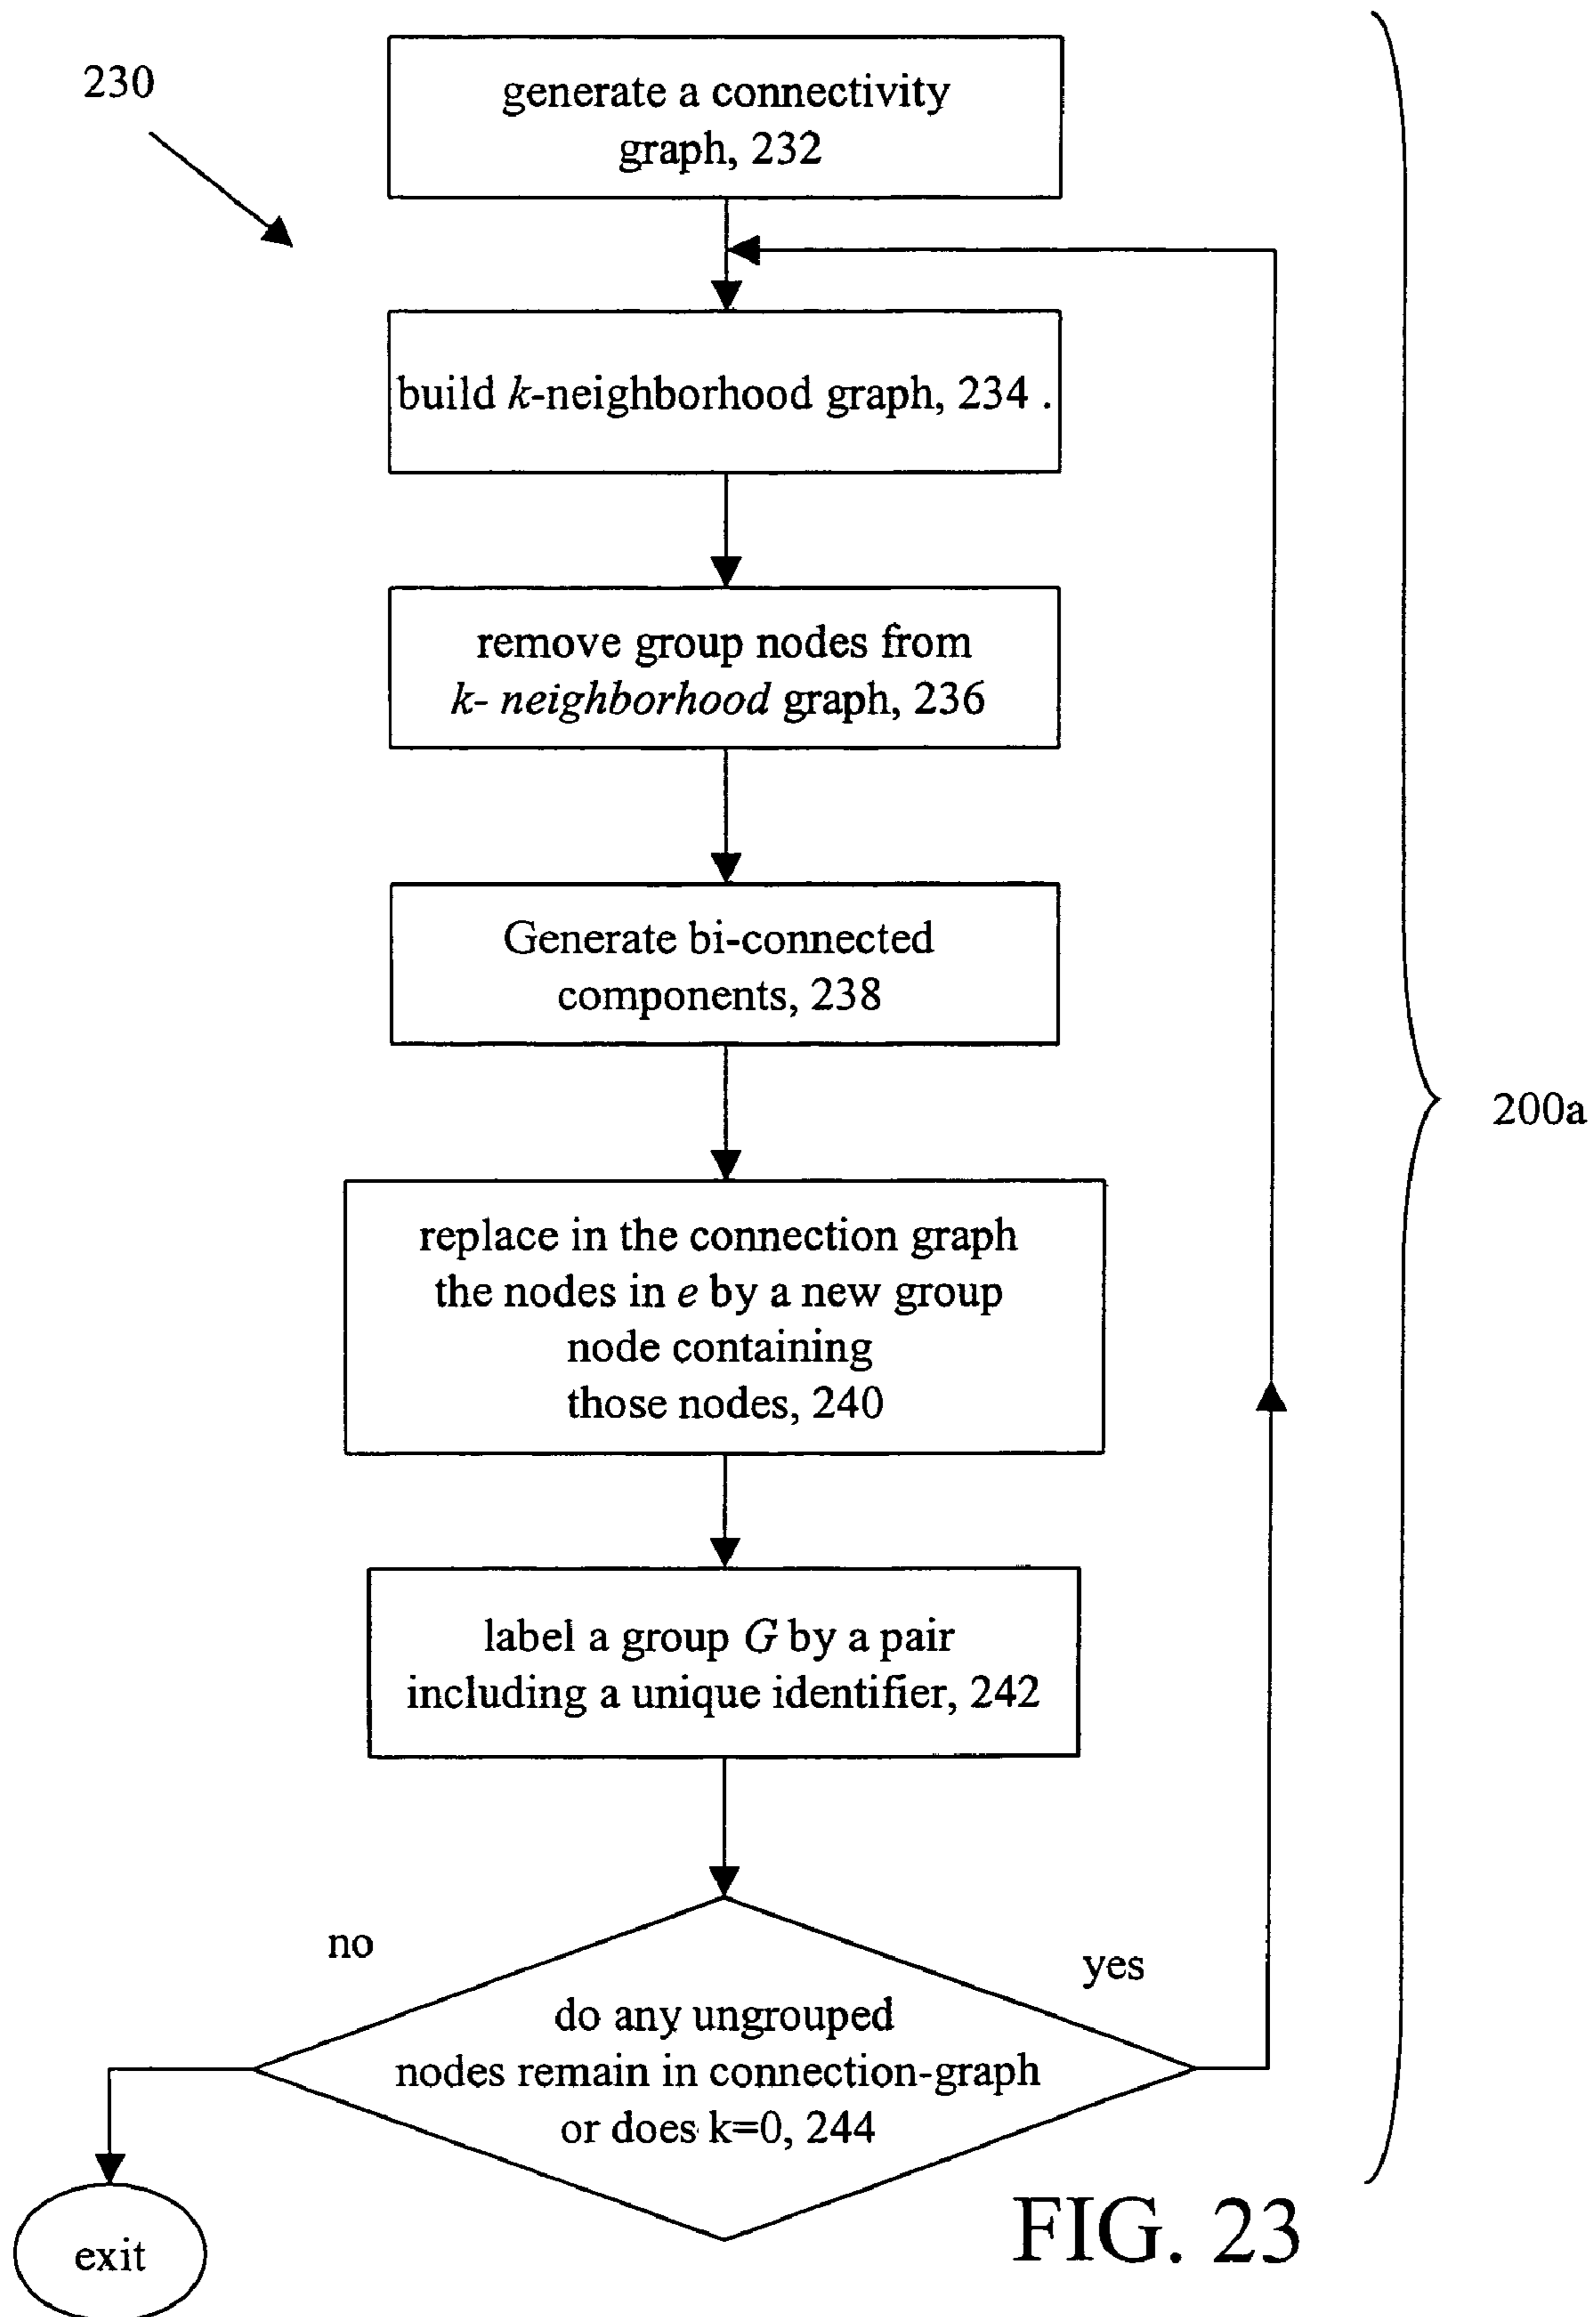 230
generate a connectivity
graph, 232
build k-neighborhood graph, 234 .
remove group nodes from
k- neighborhood graph, 236
Generate bi-connected
components, 238
200a
replace in the connection graph
the nodes in e by a new group
node containing
those nodes, 240
label a group G by a pair
including a unique identifier, 242
no
yes
do any ungrouped
nodes remain in connection-graph
or does k=0, 244
exit
FIG. 23